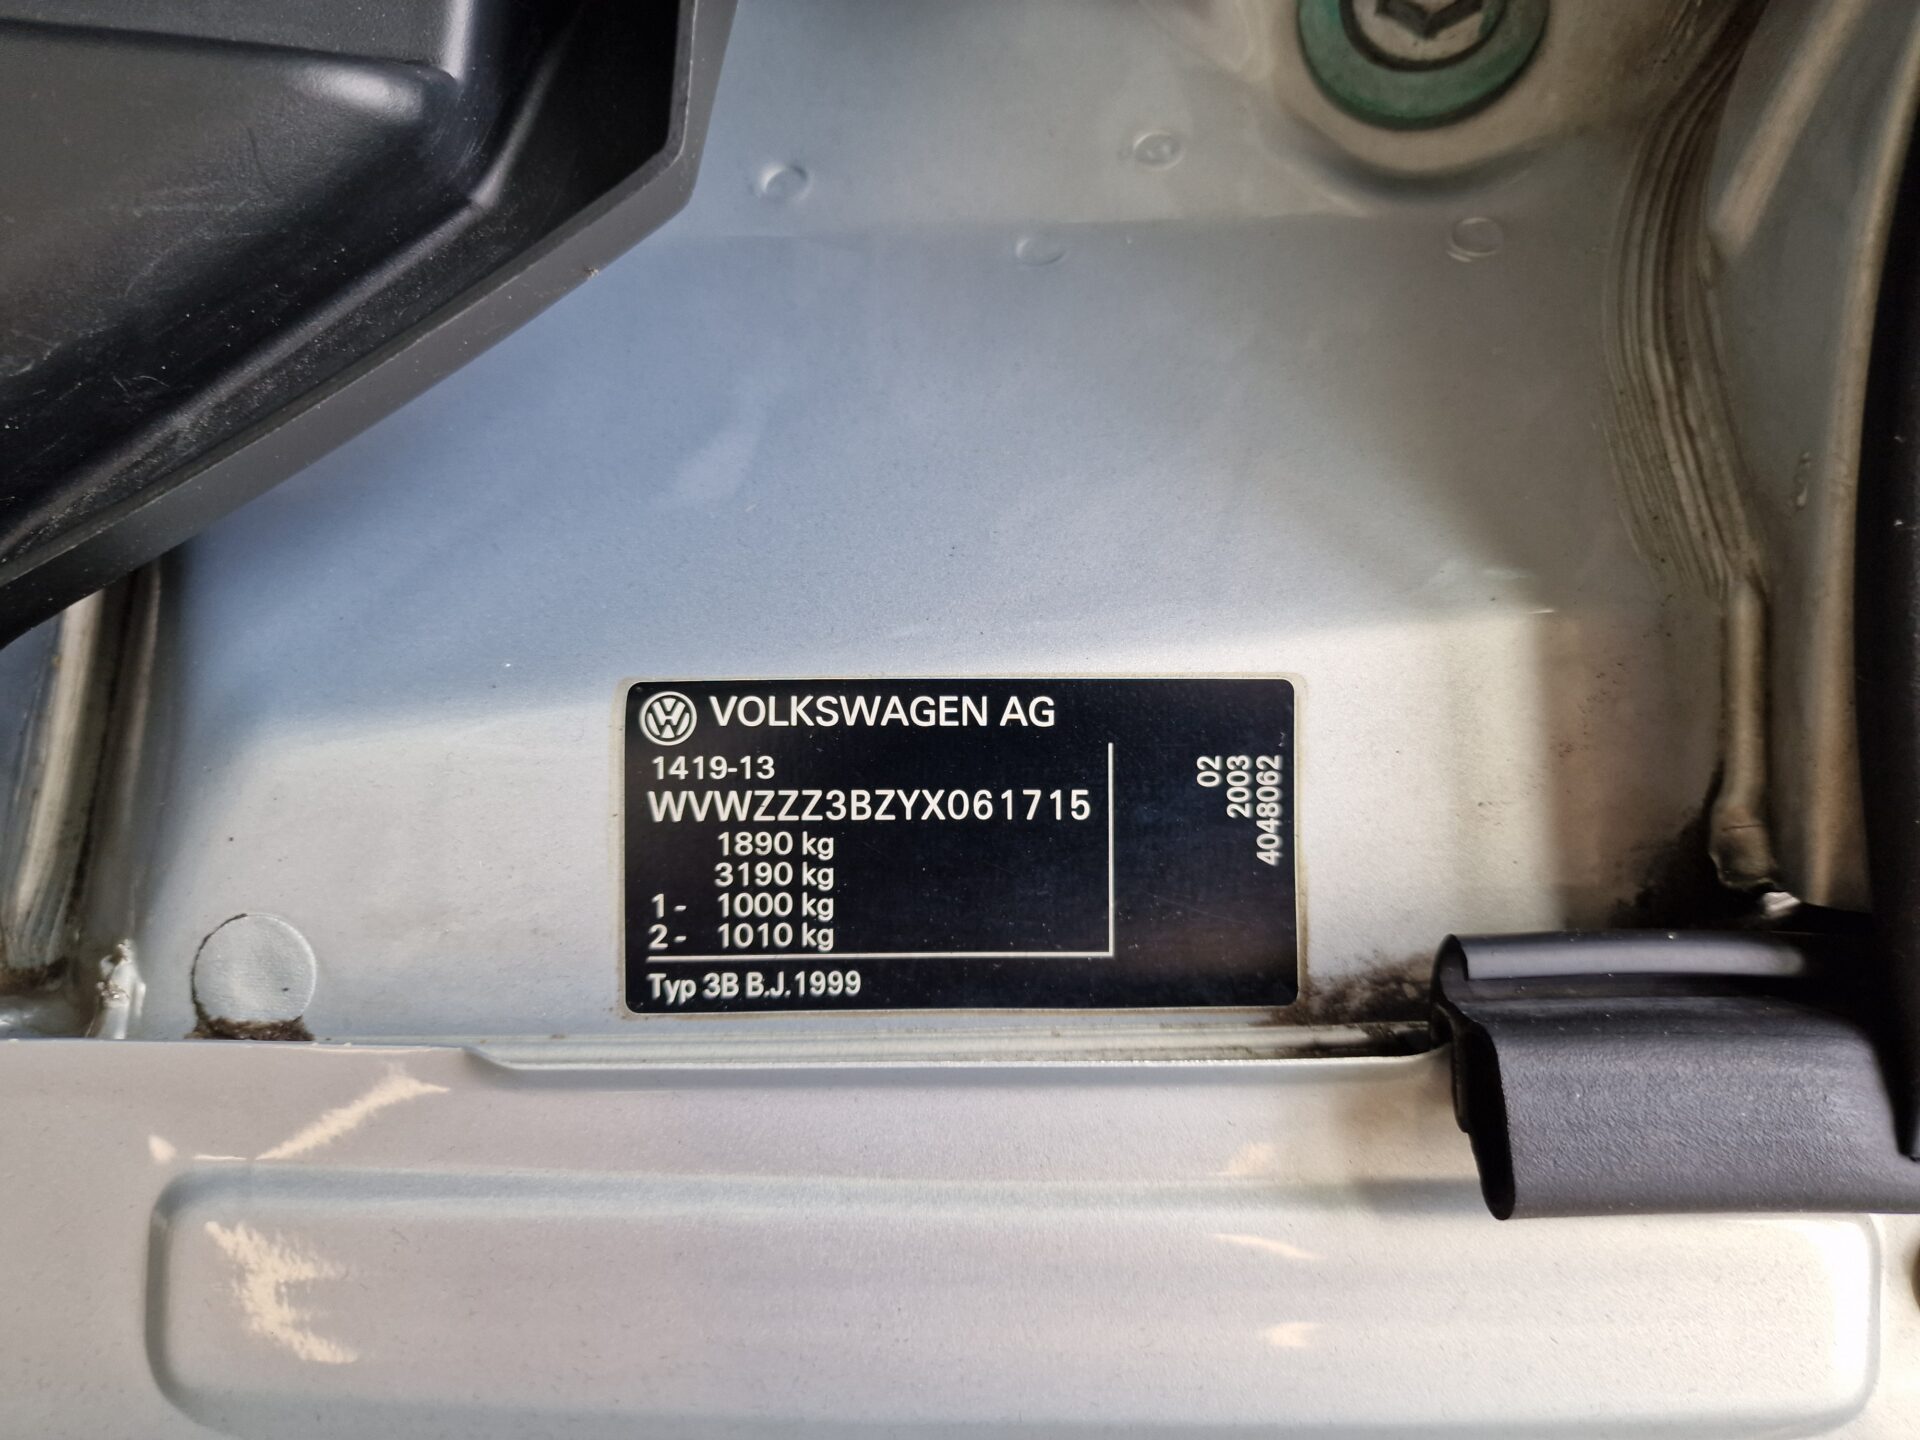 VOLKSWAGEN AG
1419-13
WVWZZZ3BZYX061715
1890 kg
3190 kg
1- 1000 kg
2- 1010 kg
Typ 3B B.J.1999
02
2003
4048062